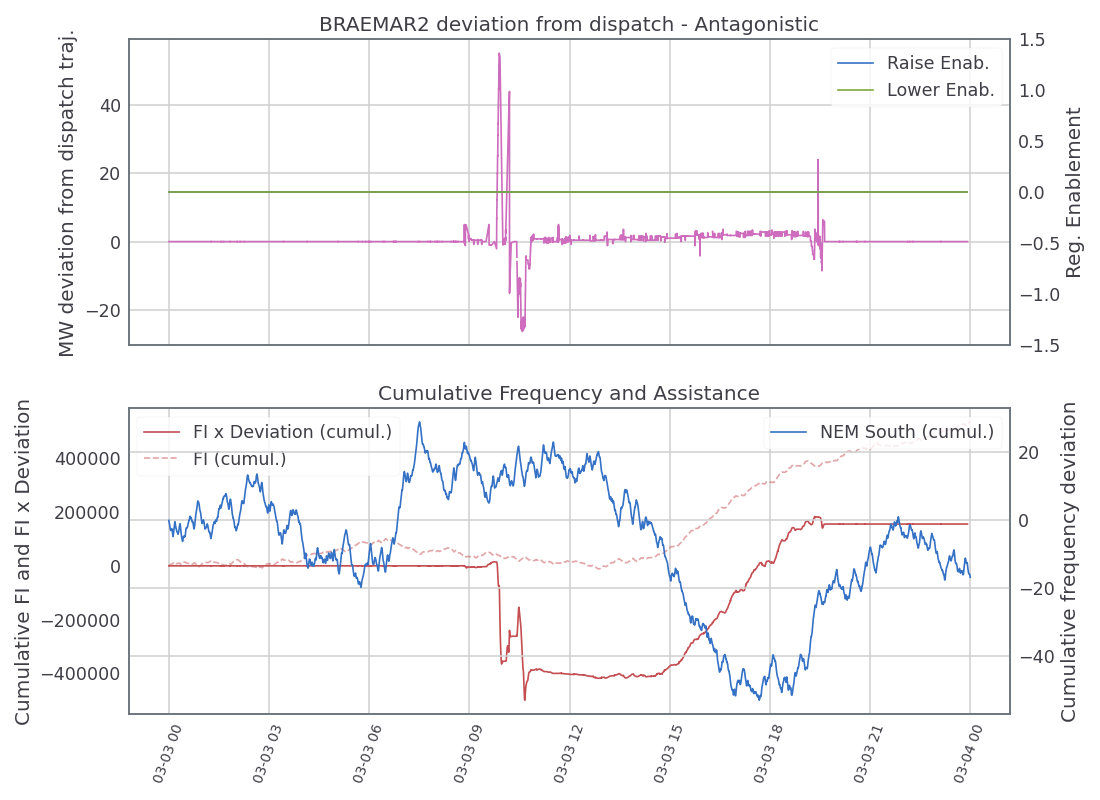 BRAEMAR2 deviation from dispatch - Antagonistic
MW deviation from dispatch traj.
40
20
0
−20
1.5
1.0
0.5
0.0
−0.5
−1.0
−1.5
Reg. Enablement
Raise Enab.
Lower Enab.
Cumulative Frequency and Assistance
Cumulative FI and FI x Deviation
400000
200000
0
−200000
−400000
FI x Deviation (cumul.)
FI (cumul.)
NEM South (cumul.)
20
0
−20
−40
Cumulative frequency deviation
03-03 00
03-03 03
03-03 06
03-03 09
03-03 12
03-03 15
03-03 18
03-03 21
03-04 00